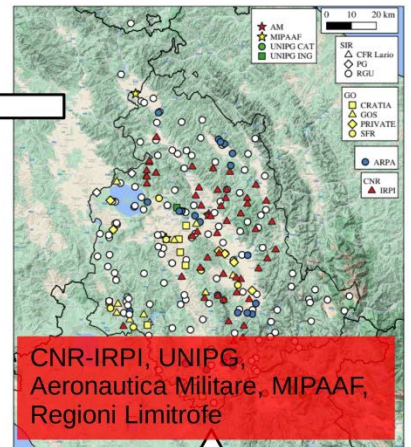 0 10 20 km
AM
MIPAAF
UNIPG CAT
UNIPG ING
SIR
CFR Lazio
PG
RGU
GO
CRATIA
GOS
PRIVATE
SFR
ARPA
CNR
IRPI
CNR-IRPI, UNIPG,
Aeronautica Militare, MIPAAF,
Regioni Limitrofe